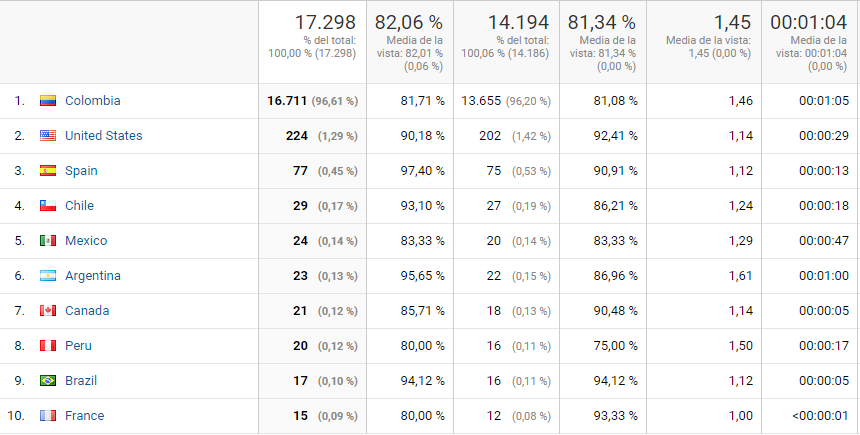 17.298 82,06 % 14.194 81,34 % 1,45 00:01:04
% del total: Media de la % del total: Media de la Media de la vista: Media de la
100,00 % (17.298) vista: 82,01 % 100,06 % (14.186) vista: 81,34 % 1,45 (0,00 %) vista: 00:01:04
(0,06 %) (0,00 %) (0,00 %)
1. Colombia 16.711 (96,61 %) 81,71 % 13.655 (96,20 %) 81,08 % 1,46 00:01:05
2. United States 224 (1,29 %) 90,18 % 202 (1,42 %) 92,41 % 1,14 00:00:29
3. Spain 77 (0,45 %) 97,40 % 75 (0,53 %) 90,91 % 1,12 00:00:13
4. Chile 29 (0,17 %) 93,10 % 27 (0,19 %) 86,21 % 1,24 00:00:18
5. Mexico 24 (0,14 %) 83,33 % 20 (0,14 %) 83,33 % 1,29 00:00:47
6. Argentina 23 (0,13 %) 95,65 % 22 (0,15 %) 86,96 % 1,61 00:01:00
7. Canada 21 (0,12 %) 85,71 % 18 (0,13 %) 90,48 % 1,14 00:00:05
8. Peru 20 (0,12 %) 80,00 % 16 (0,11 %) 75,00 % 1,50 00:00:17
9. Brazil 17 (0,10 %) 94,12 % 16 (0,11 %) 94,12 % 1,12 00:00:05
10. France 15 (0,09 %) 80,00 % 12 (0,08 %) 93,33 % 1,00 <00:00:01